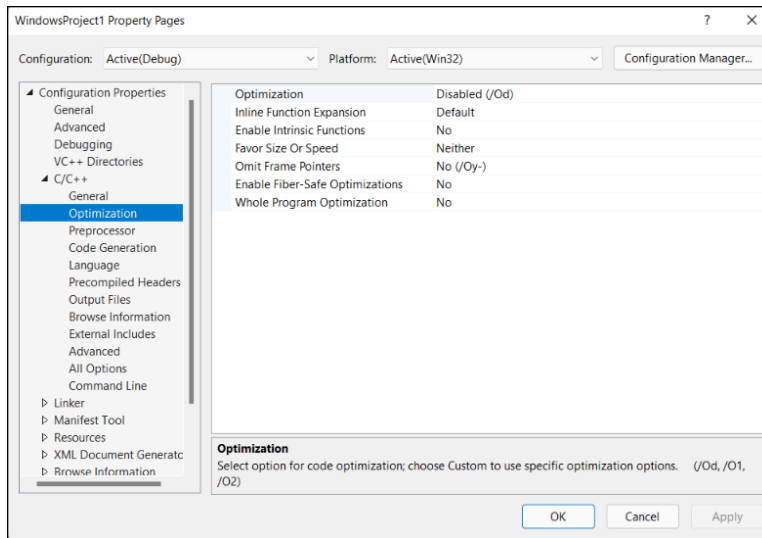 WindowsProject1 Property Pages ? ×
Configuration: Active(Debug) Platform: Active(Win32) Configuration Manager...
Configuration Properties
General
Advanced
Debugging
VC++ Directories
C/C++
General
Optimization
Preprocessor
Code Generation
Language
Precompiled Headers
Output Files
Browse Information
External Includes
Advanced
All Options
Command Line
Linker
Manifest Tool
Resources
XML Document Generato
Browse Information
Optimization Disabled (/Od)
Inline Function Expansion Default
Enable Intrinsic Functions No
Favor Size Or Speed Neither
Omit Frame Pointers No (/Oy-)
Enable Fiber-Safe Optimizations No
Whole Program Optimization No
Optimization
Select option for code optimization; choose Custom to use specific optimization options. (/Od, /O1,
/O2)
OK Cancel Apply